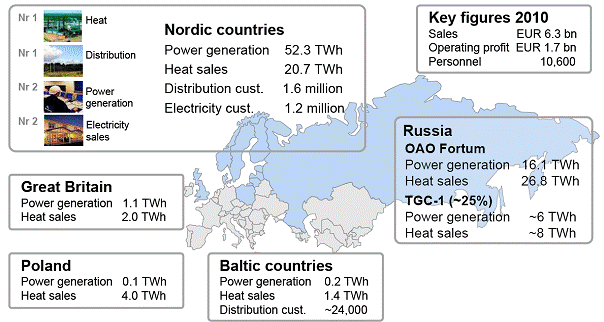 Nr 1 Heat
Nr 1 Distribution
Nr 2 Power generation
Nr 2 Electricity sales
Nordic countries
Power generation 52.3 TWh
Heat sales 20.7 TWh
Distribution cust. 1.6 million
Electricity cust. 1.2 million
Key figures 2010
Sales EUR 6.3 bn
Operating profit EUR 1.7 bn
Personnel 10,600
Russia
OAO Fortum
Power generation 16.1 TWh
Heat sales 26.8 TWh
TGC-1 (~25%)
Power generation ~6 TWh
Heat sales ~8 TWh
Great Britain
Power generation 1.1 TWh
Heat sales 2.0 TWh
Poland
Power generation 0.1 TWh
Heat sales 4.0 TWh
Baltic countries
Power generation 0.2 TWh
Heat sales 1.4 TWh
Distribution cust. ~24,000